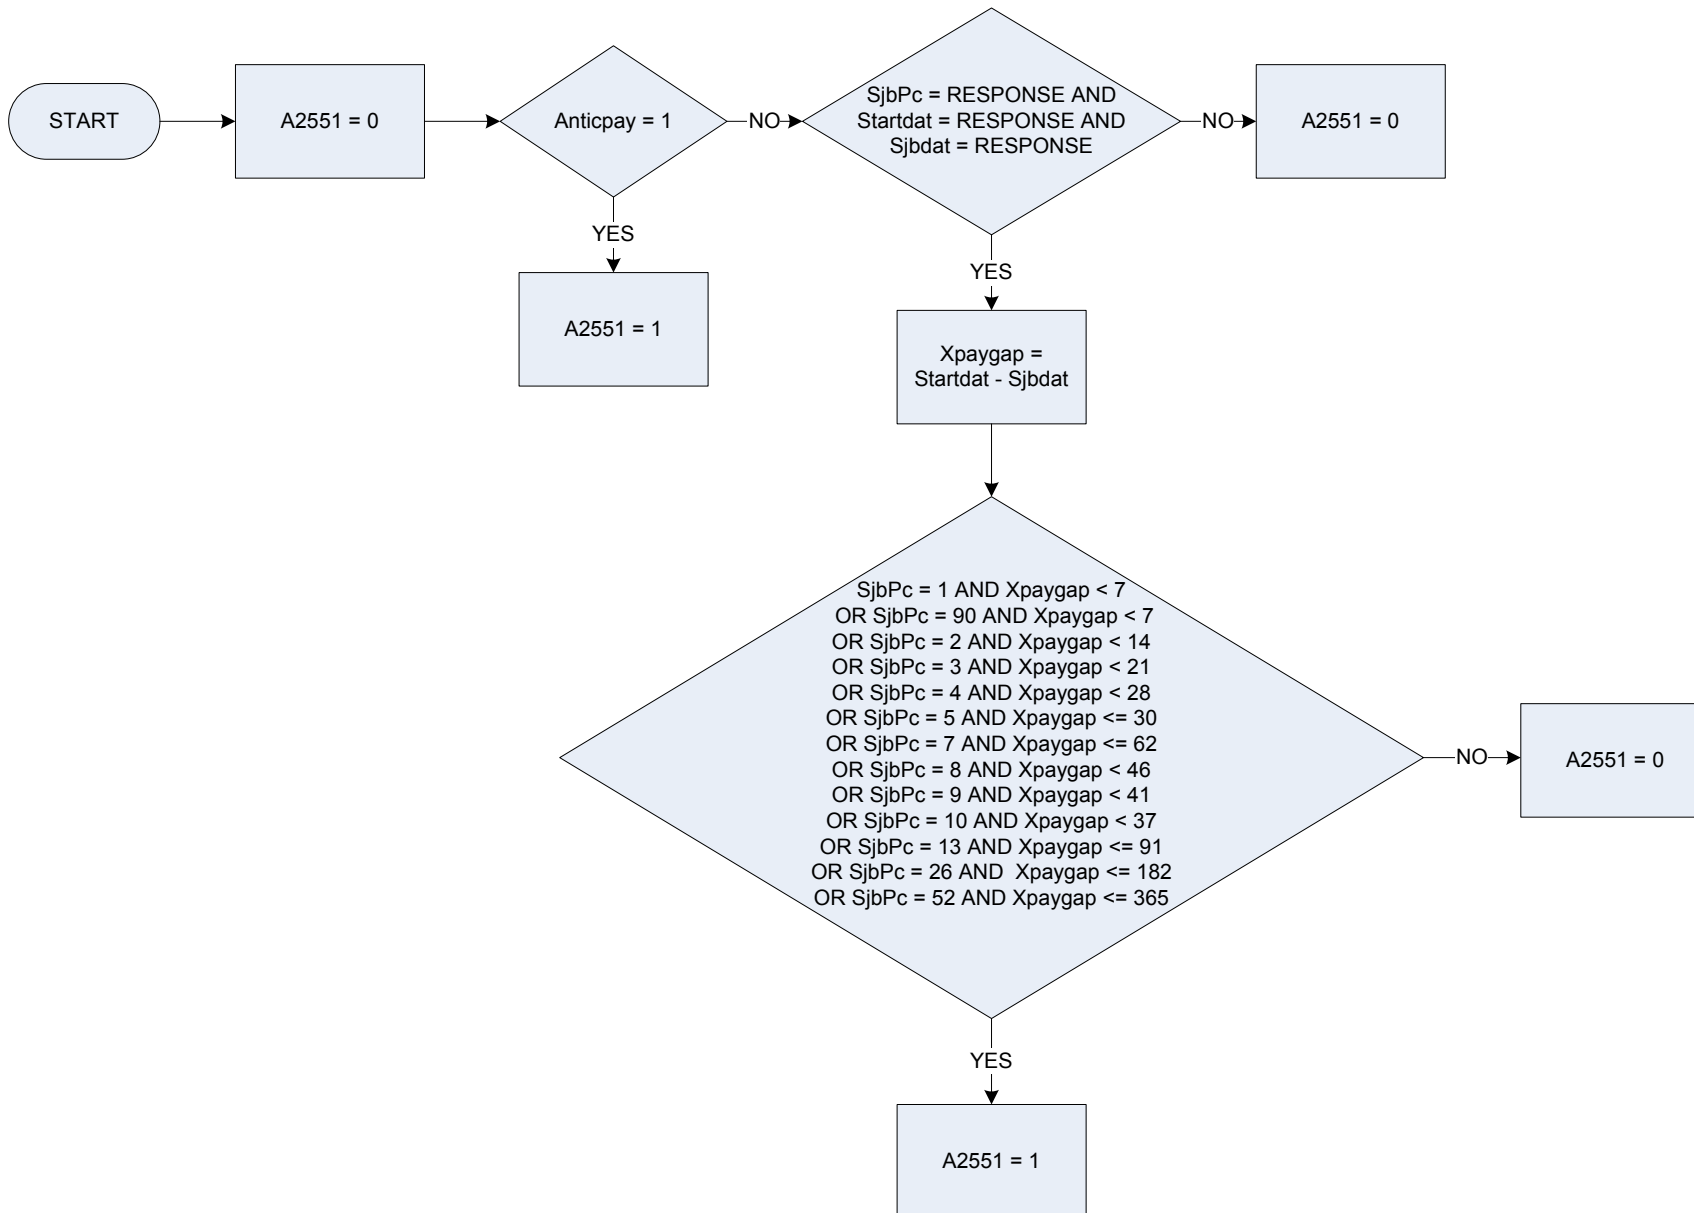 START
A2551 = 0
Anticpay = 1
NO
SjbPc = RESPONSE AND
Startdat = RESPONSE AND
Sjbdat = RESPONSE
NO
A2551 = 0
YES
A2551 = 1
YES
Xpaygap =
Startdat - Sjbdat
SjbPc = 1 AND Xpaygap < 7
OR SjbPc = 90 AND Xpaygap < 7
OR SjbPc = 2 AND Xpaygap < 14
OR SjbPc = 3 AND Xpaygap < 21
OR SjbPc = 4 AND Xpaygap < 28
OR SjbPc = 5 AND Xpaygap <= 30
OR SjbPc = 7 AND Xpaygap <= 62
OR SjbPc = 8 AND Xpaygap < 46
OR SjbPc = 9 AND Xpaygap < 41
OR SjbPc = 10 AND Xpaygap < 37
OR SjbPc = 13 AND Xpaygap <= 91
OR SjbPc = 26 AND  Xpaygap <= 182
OR SjbPc = 52 AND Xpaygap <= 365
NO
A2551 = 0
YES
A2551 = 1